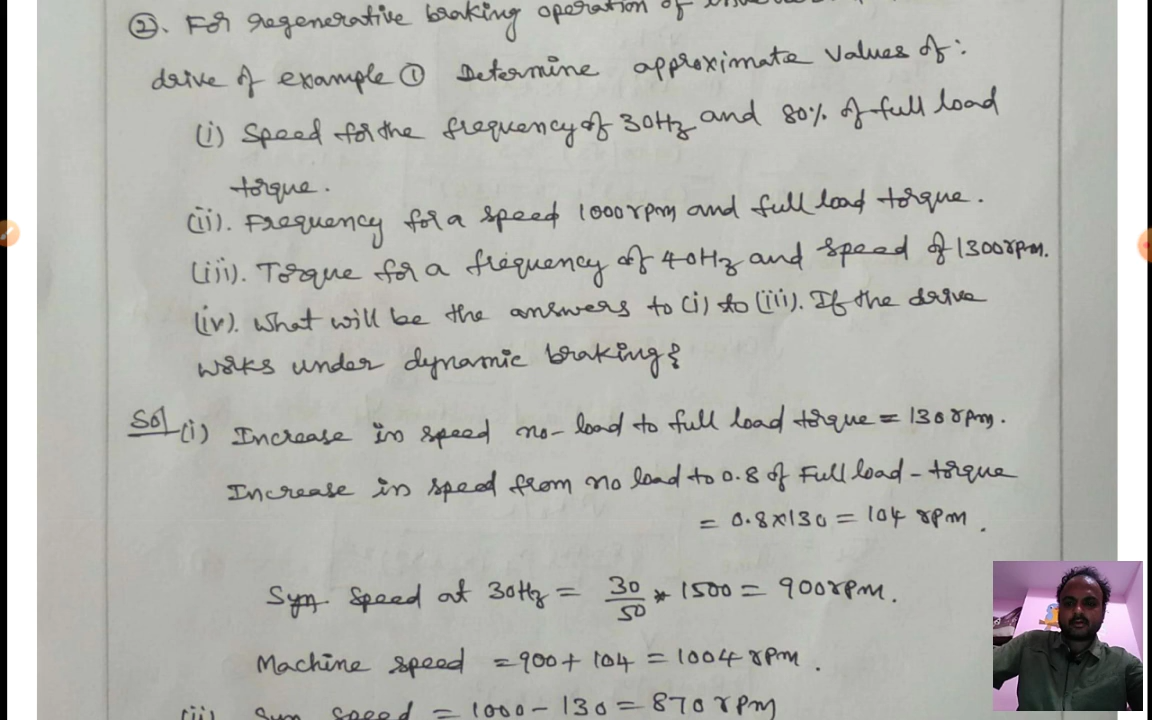 ②. For regenerative braking operation of
drive of example ① Determine approximate values of:
(i) Speed for the frequency of 30Hz and 80% of full load
torque.
(ii). Frequency for a speed 1000rpm and full load torque.
(iii). Torque for a frequency of 40Hz and speed of 1300rpm.
(iv). What will be the answers to (i) to (iii). If the drive
works under dynamic braking?
Sol (i) Increase in speed no-load to full load torque = 130rpm.
Increase in speed from no load to 0.8 of Full load-torque
= 0.8×130 = 104 rpm.
Syn speed at 30Hz = 30/50 * 1500 = 900rpm.
Machine speed = 900 + 104 = 1004 rpm.
(ii) Syn speed = 1000 - 130 = 870 rpm